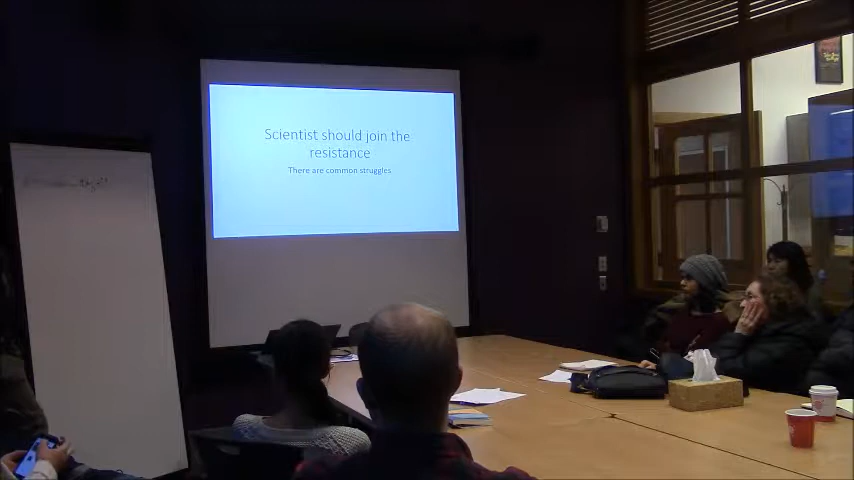 Scientist should join the
resistance
There are common struggles